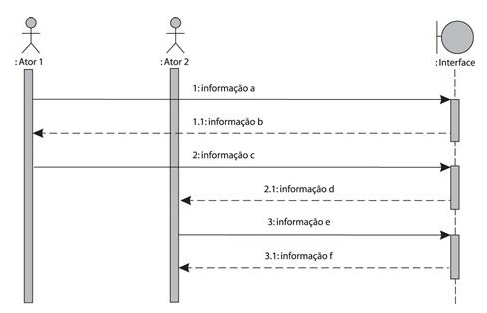 : Ator 1
: Ator 2
: Interface
1: informação a
1.1: informação b
2: informação c
2.1: informação d
3: informação e
3.1: informação f